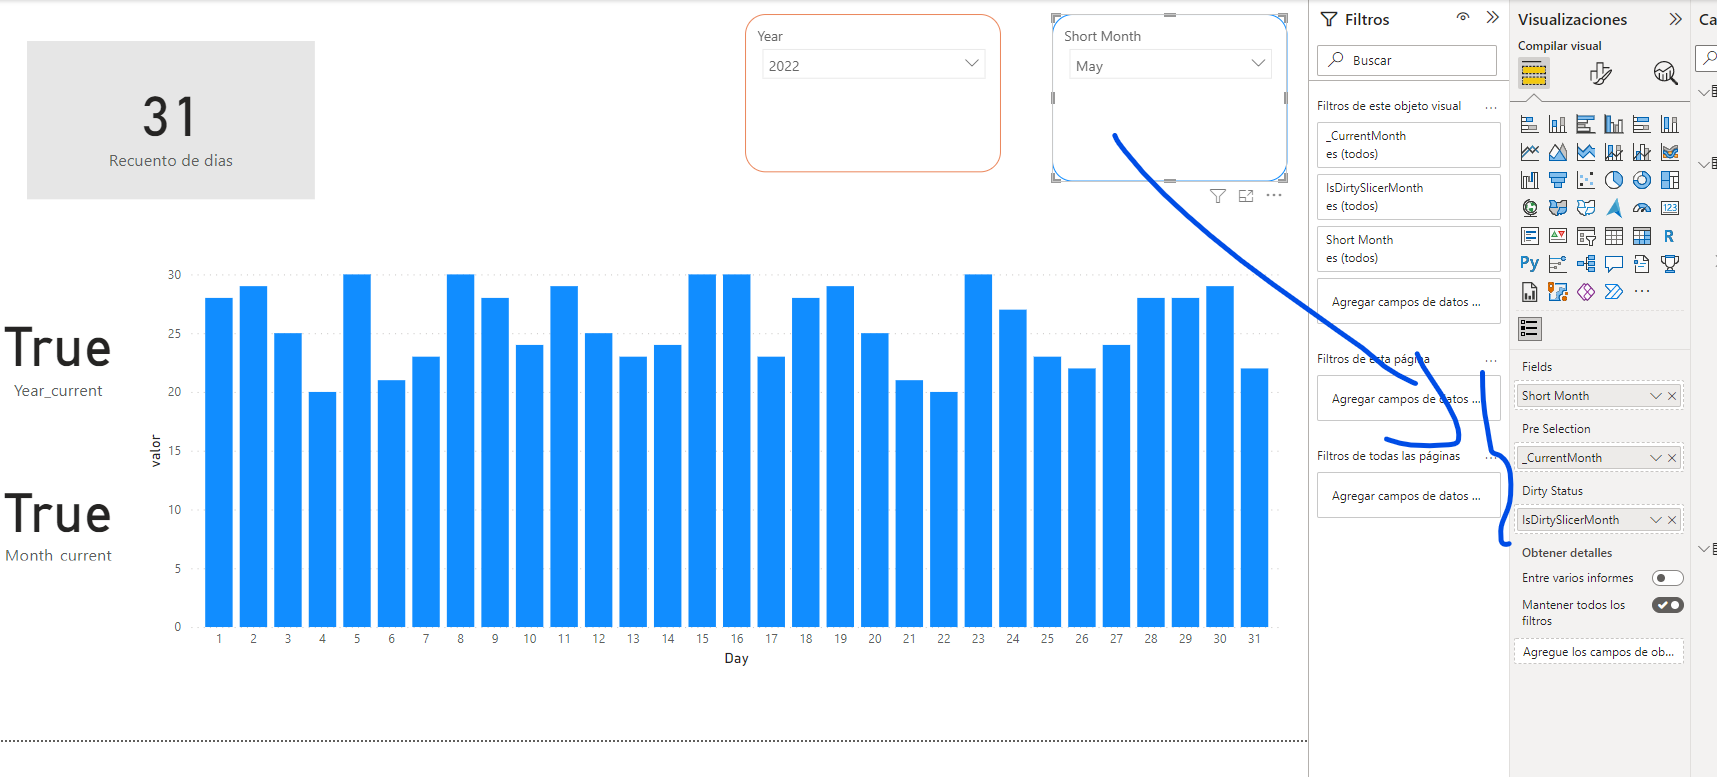 31
Recuento de dias
Year
2022
Short Month
May
True
Year_current
True
Month_current
valor
30
25
20
15
10
5
0
1 2 3 4 5 6 7 8 9 10 11 12 13 14 15 16 17 18 19 20 21 22 23 24 25 26 27 28 29 30 31
Day
Filtros
Buscar
Filtros de este objeto visual ...
_CurrentMonth
es (todos)
IsDirtySlicerMonth
es (todos)
Short Month
es (todos)
Agregar campos de datos ...
Filtros de esta página ...
Agregar campos de datos ...
Filtros de todas las páginas ...
Agregar campos de datos ...
Visualizaciones
Compilar visual
123
R
Py
...
Fields
Short Month
Pre Selection
_CurrentMonth
Dirty Status
IsDirtySlicerMonth
Obtener detalles
Entre varios informes
Mantener todos los
filtros
Agregue los campos de ob...
Ca